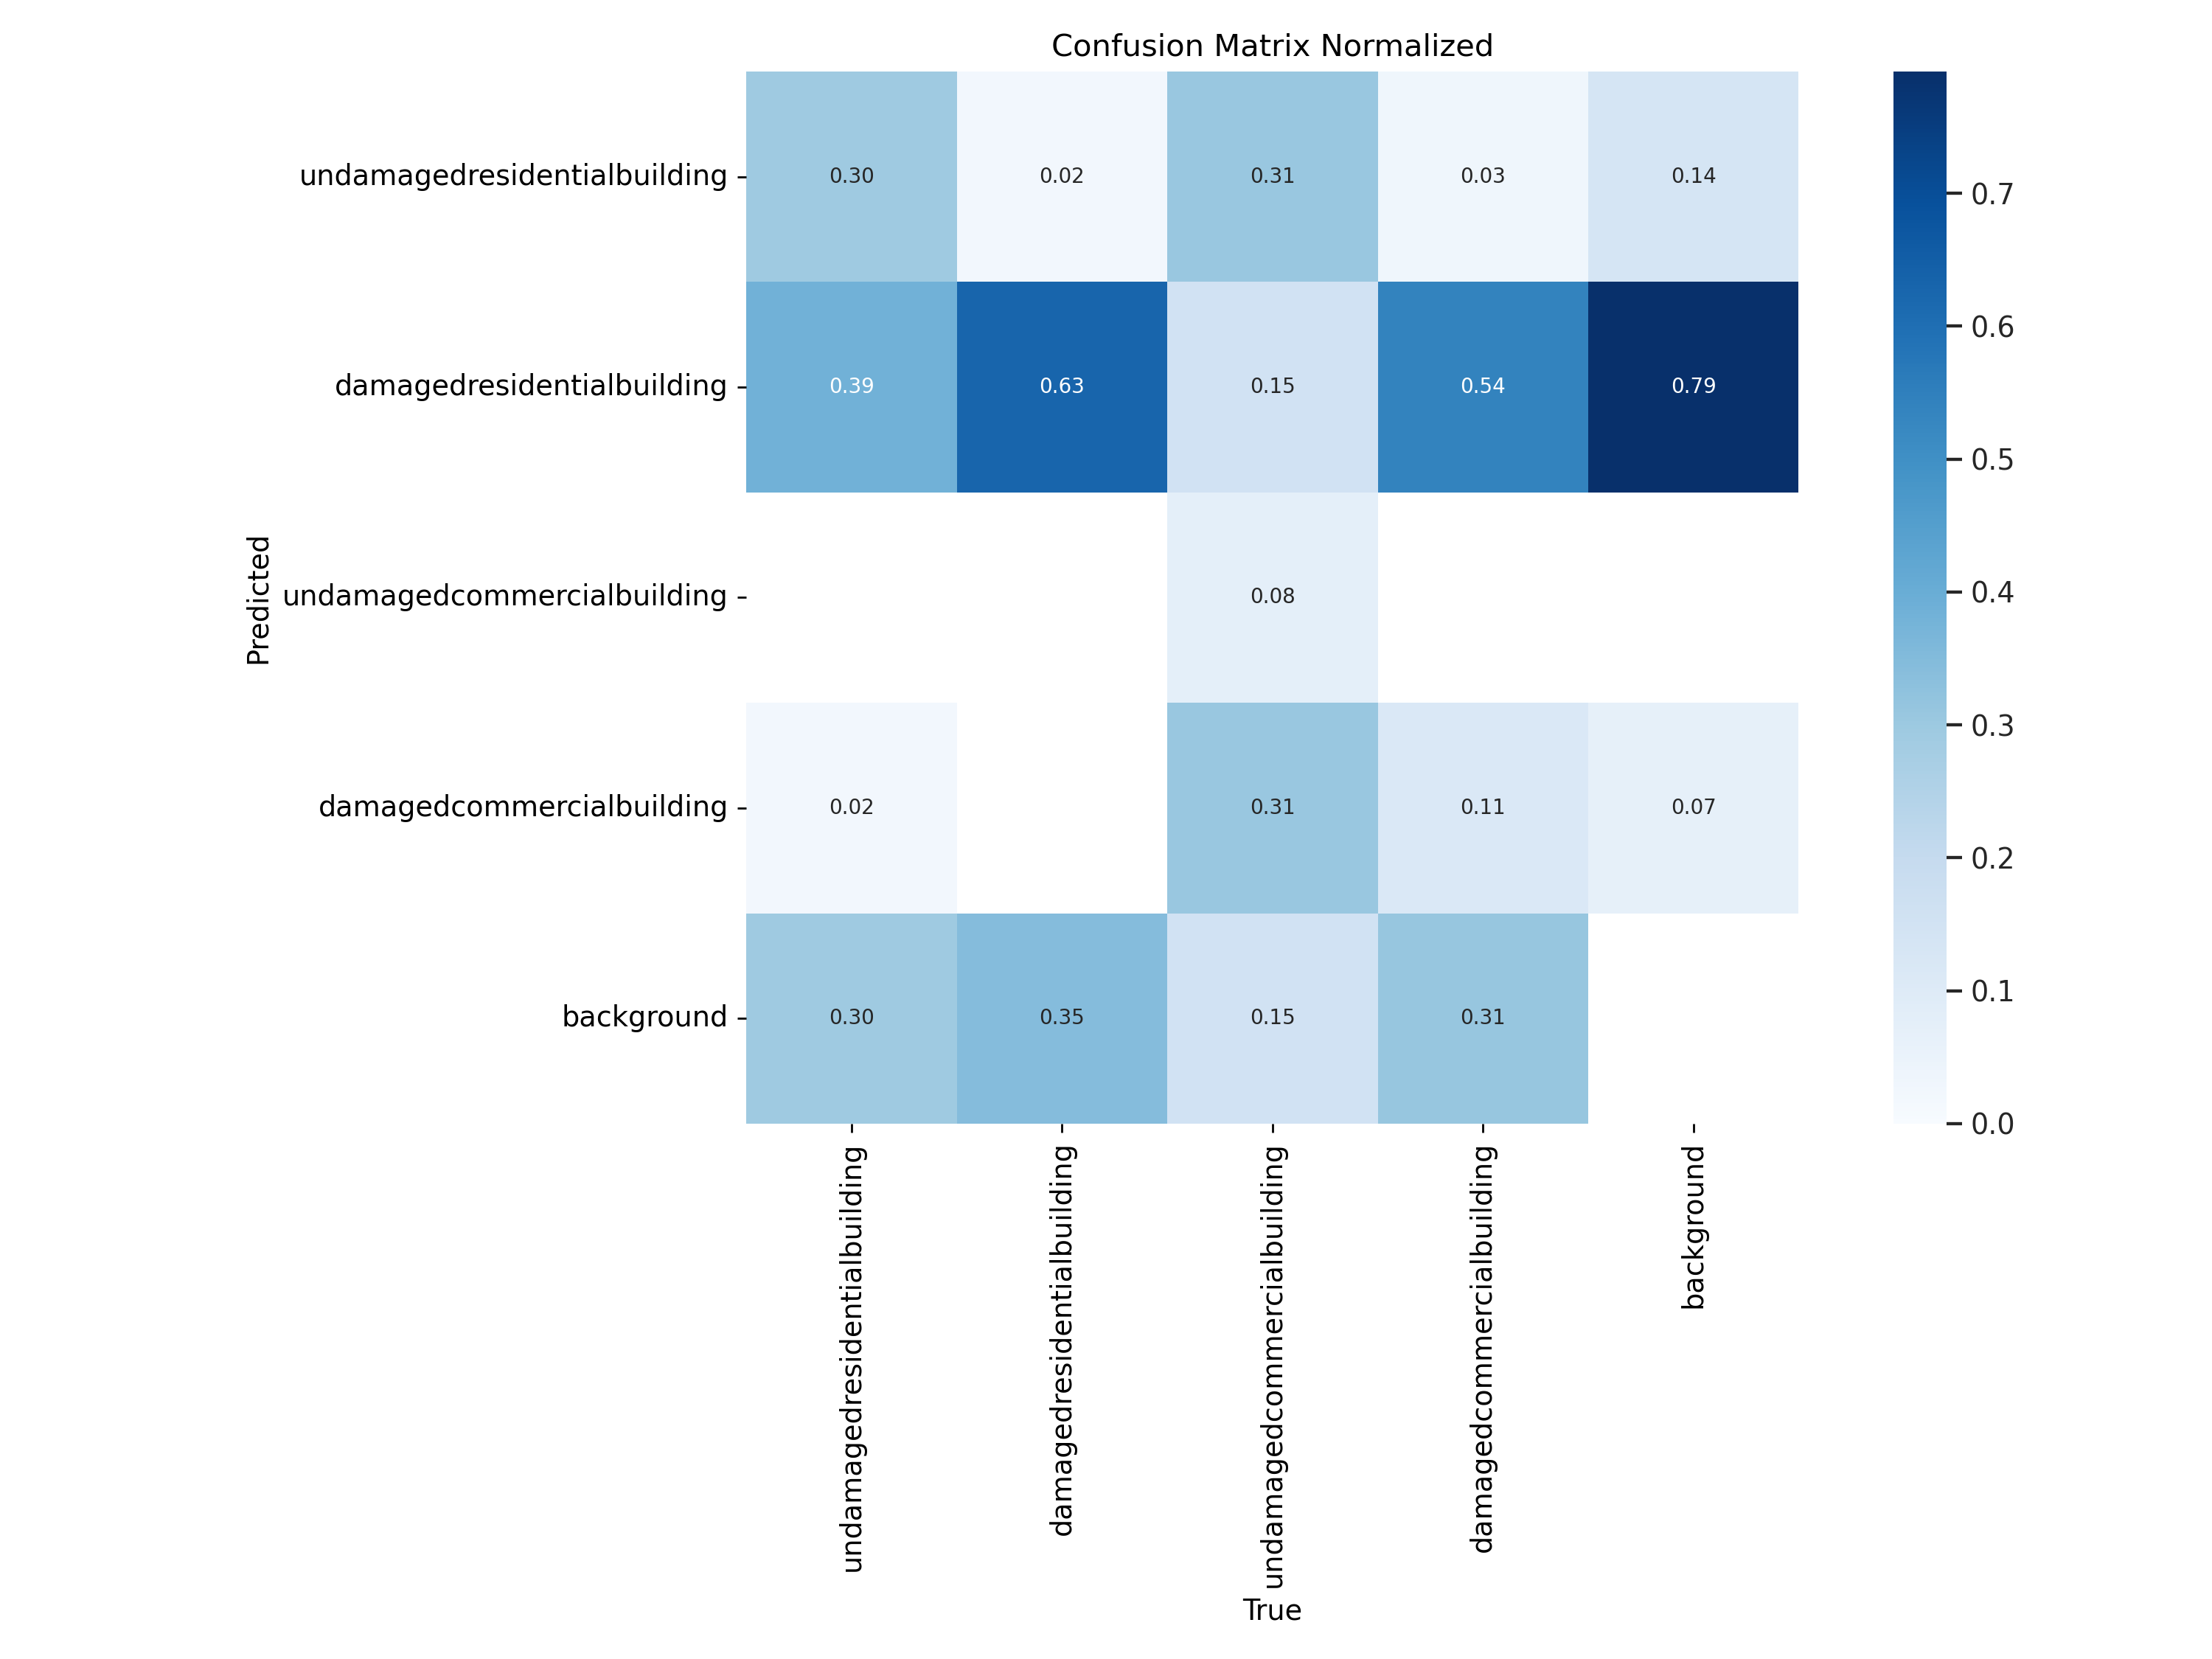 Confusion Matrix Normalized
undamagedresidentialbuilding 0.30 0.02 0.31 0.03 0.14
damagedresidentialbuilding 0.39 0.63 0.15 0.54 0.79
undamagedcommercialbuilding 0.08
damagedcommercialbuilding 0.02 0.31 0.11 0.07
background 0.30 0.35 0.15 0.31
Predicted
undamagedresidentialbuilding
damagedresidentialbuilding
undamagedcommercialbuilding
damagedcommercialbuilding
background
True
0.7
0.6
0.5
0.4
0.3
0.2
0.1
0.0